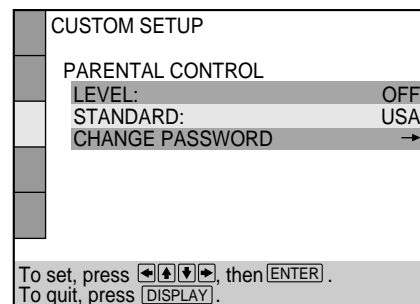 CUSTOM SETUP
PARENTAL CONTROL
LEVEL: OFF
STANDARD: USA
CHANGE PASSWORD →
To set, press ←↑↓→, then ENTER.
To quit, press DISPLAY.